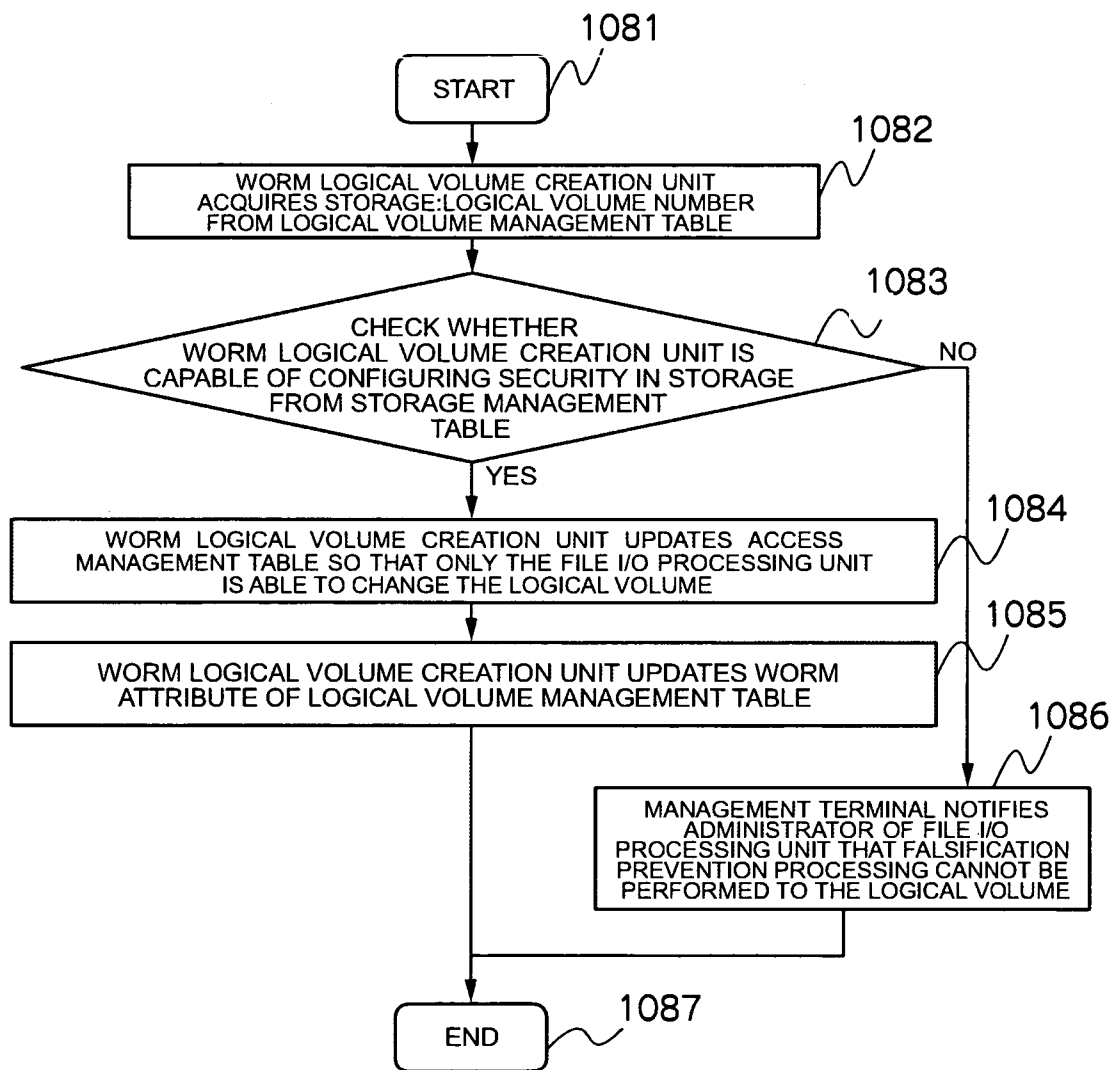 1081
START
1082
WORM LOGICAL VOLUME CREATION UNIT
ACQUIRES STORAGE:LOGICAL VOLUME NUMBER
FROM LOGICAL VOLUME MANAGEMENT TABLE
1083
CHECK WHETHER
WORM LOGICAL VOLUME CREATION UNIT IS
CAPABLE OF CONFIGURING SECURITY IN STORAGE
FROM STORAGE MANAGEMENT
TABLE
NO
YES
1084
WORM LOGICAL VOLUME CREATION UNIT UPDATES ACCESS
MANAGEMENT TABLE SO THAT ONLY THE FILE I/O PROCESSING UNIT
IS ABLE TO CHANGE THE LOGICAL VOLUME
1085
WORM LOGICAL VOLUME CREATION UNIT UPDATES WORM
ATTRIBUTE OF LOGICAL VOLUME MANAGEMENT TABLE
1086
MANAGEMENT TERMINAL NOTIFIES
ADMINISTRATOR OF FILE I/O
PROCESSING UNIT THAT FALSIFICATION
PREVENTION PROCESSING CANNOT BE
PERFORMED TO THE LOGICAL VOLUME
1087
END